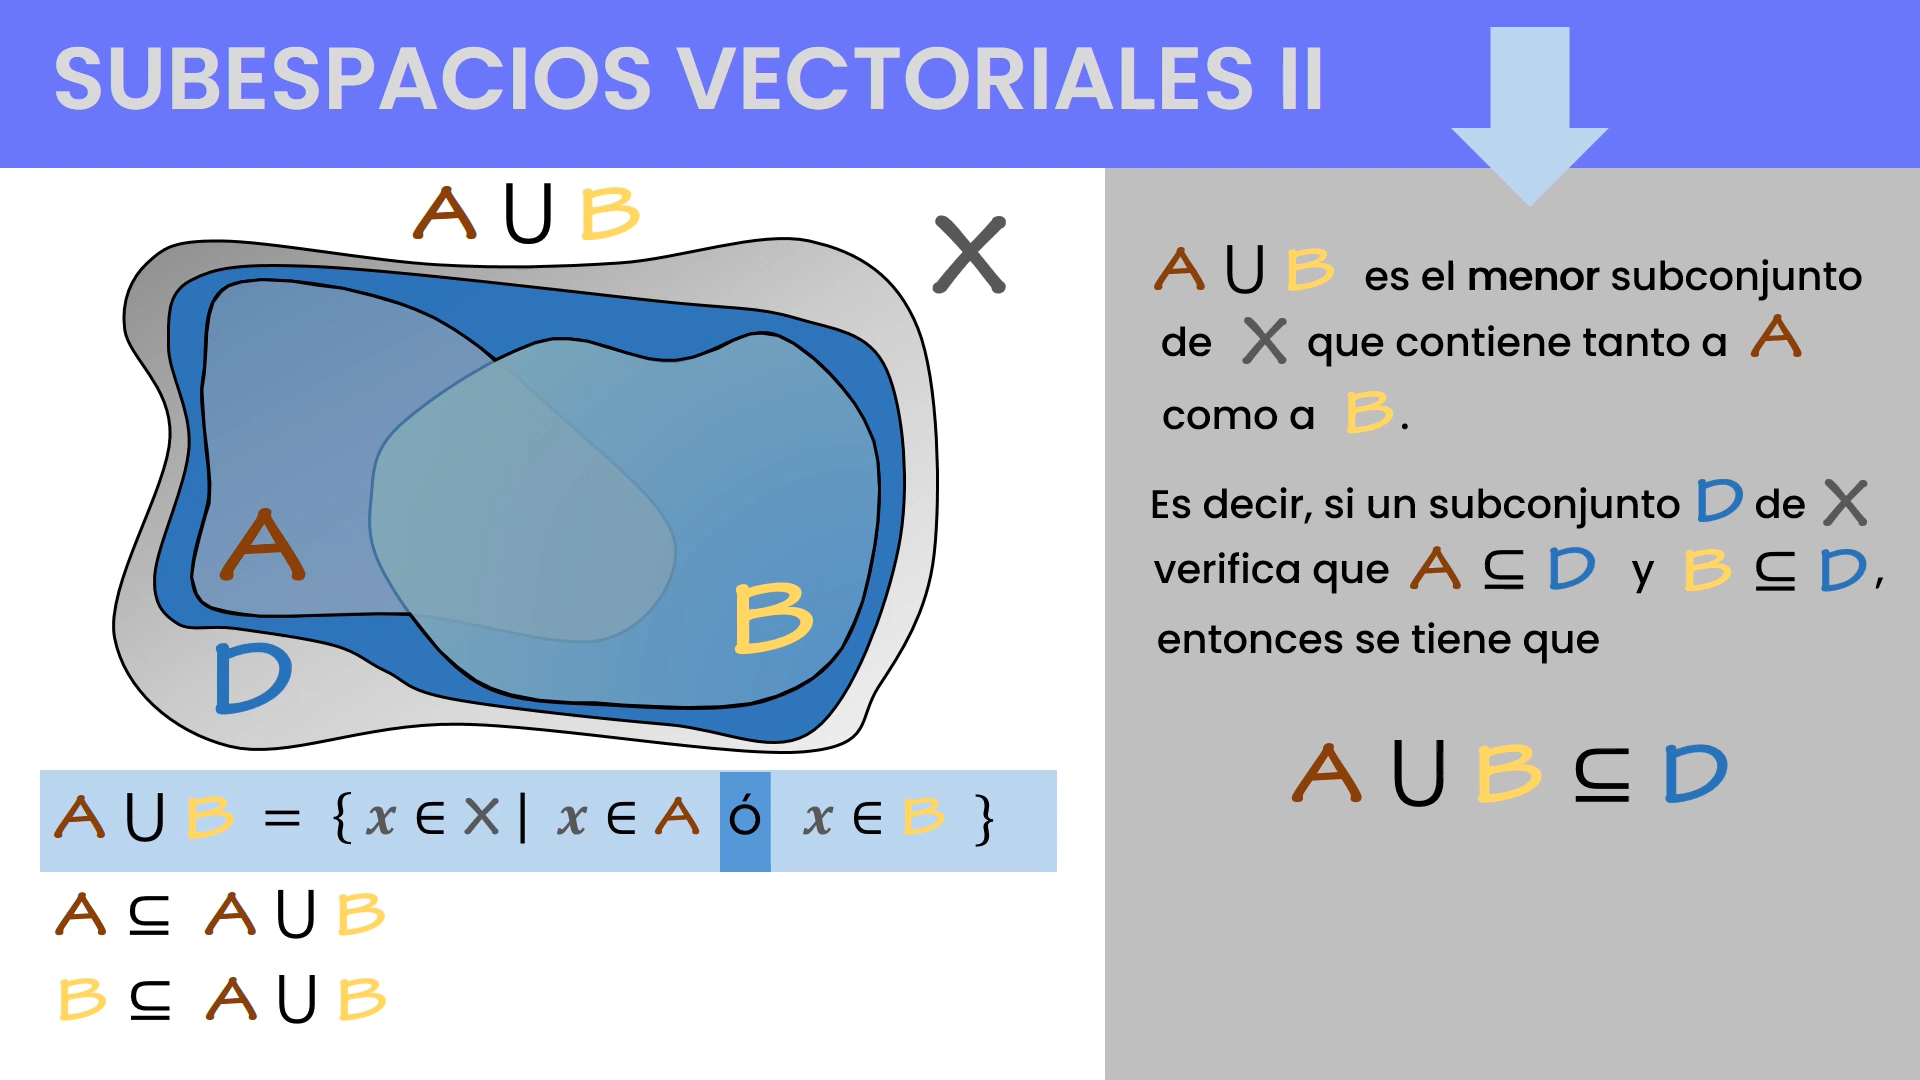 SUBESPACIOS VECTORIALES II
A ∪ B
X
A
B
D
A ∪ B = { x ∈ X | x ∈ A ó x ∈ B }
A ⊆ A ∪ B
B ⊆ A ∪ B
A ∪ B es el menor subconjunto
de X que contiene tanto a A
como a B.
Es decir, si un subconjunto D de X
verifica que A ⊆ D y B ⊆ D,
entonces se tiene que
A ∪ B ⊆ D